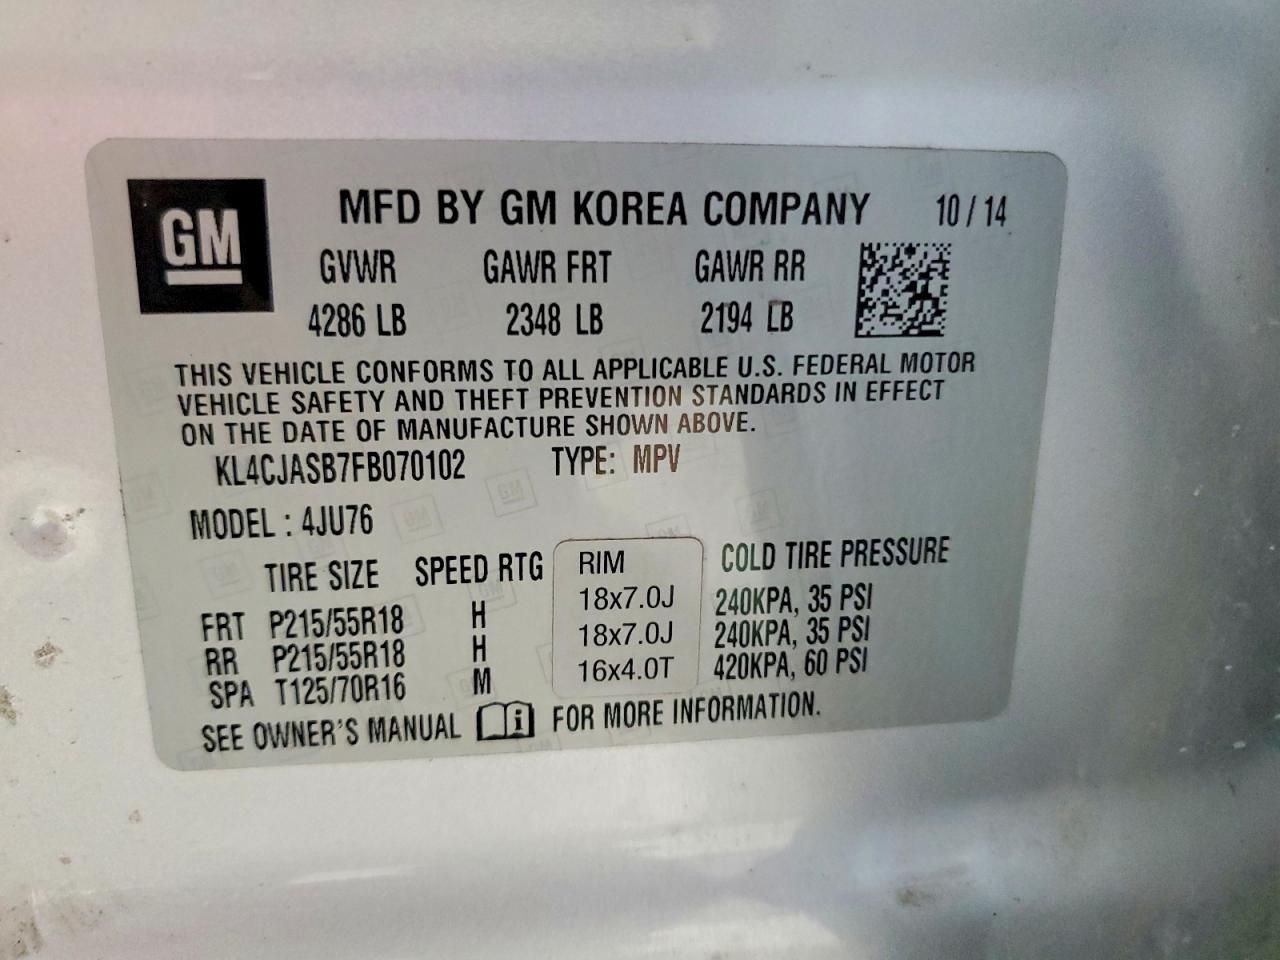 GM MFD BY GM KOREA COMPANY 10 / 14
GVWR GAWR FRT GAWR RR
4286 LB 2348 LB 2194 LB
THIS VEHICLE CONFORMS TO ALL APPLICABLE U.S. FEDERAL MOTOR
VEHICLE SAFETY AND THEFT PREVENTION STANDARDS IN EFFECT
ON THE DATE OF MANUFACTURE SHOWN ABOVE.
KL4CJASB7FB070102 TYPE: MPV
MODEL : 4JU76
TIRE SIZE SPEED RTG RIM COLD TIRE PRESSURE
FRT P215/55R18 H 18x7.0J 240KPA, 35 PSI
RR P215/55R18 H 18x7.0J 240KPA, 35 PSI
SPA T125/70R16 M 16x4.0T 420KPA, 60 PSI
SEE OWNER'S MANUAL i FOR MORE INFORMATION.